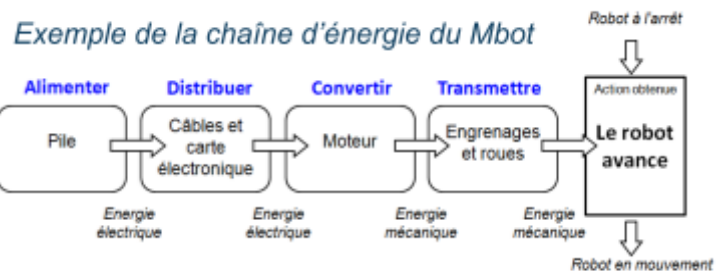 Exemple de la chaîne d’énergie du Mbot
Robot à l'arrêt
Alimenter
Distribuer
Convertir
Transmettre
Action obtenue
Pile
Câbles et
carte
électronique
Moteur
Engrenages
et roues
Le robot
avance
Energie
électrique
Energie
électrique
Energie
mécanique
Energie
mécanique
Robot en mouvement